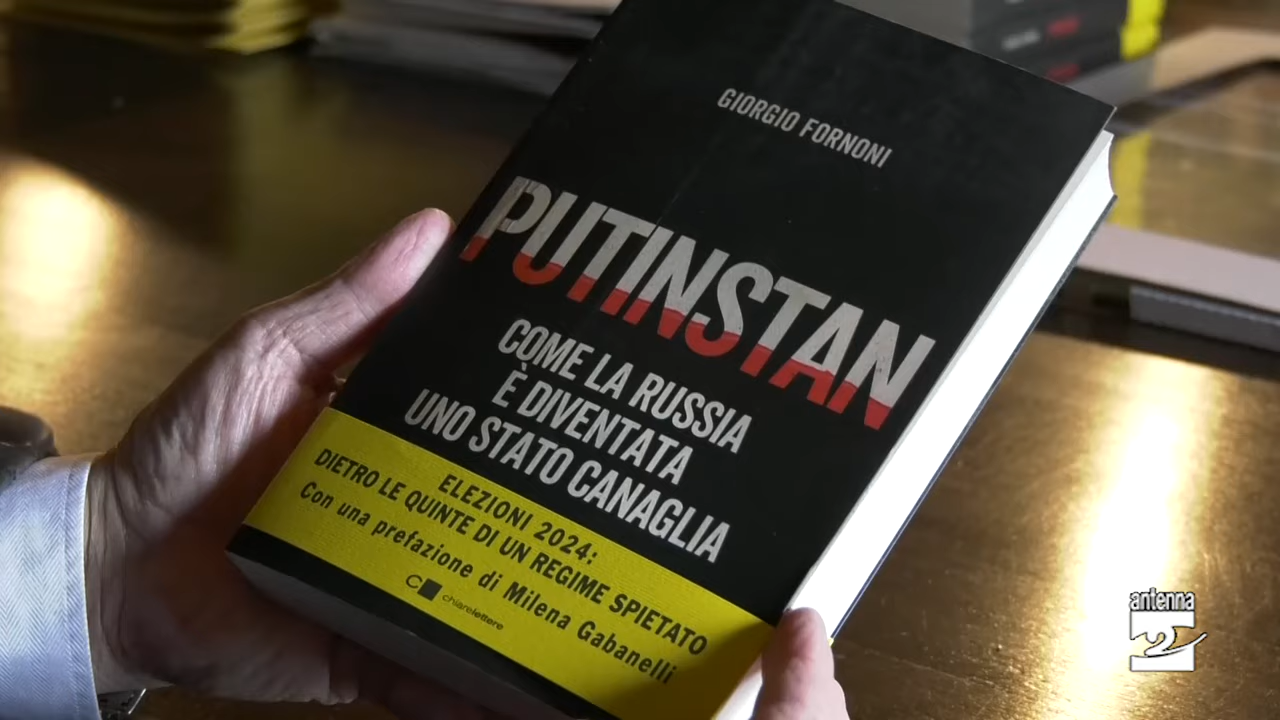 GIORGIO FORNONI
PUTINSTAN
COME LA RUSSIA
È DIVENTATA
UNO STATO CANAGLIA
ELEZIONI 2024:
DIETRO LE QUINTE DI UN REGIME SPIETATO
Con una prefazione di Milena Gabanelli
chiarelettere
antenna
2